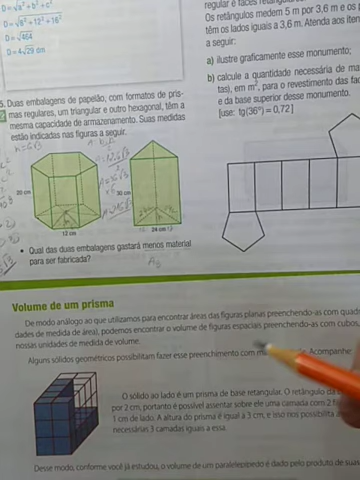 D=√a²+b²+c²
D=√8²+12²+16²
D=√464
D=4√29 cm
regular e faces retangulares.
Os retângulos medem 5 m por 3,6 m e os
têm os lados iguais a 3,6 m. Atenda aos
a seguir:
a) ilustre graficamente esse monumento;
b) calcule a quantidade necessária de
tas), em m², para o revestimento das
e da base superior desse monumento.
[use: tg(36°) = 0,72]
5. Duas embalagens de papelão, com formatos de pris-
mas regulares, um triangular e outro hexagonal, têm a
mesma capacidade de armazenamento. Suas medidas
estão indicadas nas figuras a seguir.
20 cm
12 cm
30 cm
24 cm
• Qual das duas embalagens gastará menos material
para ser fabricada?
Volume de um prisma
De modo análogo ao que utilizamos para encontrar áreas das figuras planas preenchendo-as com
dades de medida de área), podemos encontrar o volume de figuras espaciais preenchendo-as com cubos,
nossas unidades de medida de volume.
Alguns sólidos geométricos possibilitam fazer esse preenchimento com Acompanhe:
O sólido ao lado é um prisma de base retangular. O retângulo da
por 2 cm, portanto é possível assentar sobre ele uma camada com 2
1 cm de lado. A altura do prisma é igual a 3 cm, e isso nos possibilita
necessárias 3 camadas iguais a essa.
Desse modo, conforme você já estudou, o volume de um paralelepípedo é dado pelo produto de